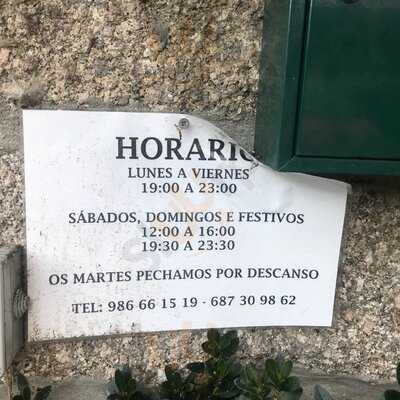 HORARIO
LUNES A VIERNES
19:00 A 23:00
SÁBADOS, DOMINGOS E FESTIVOS
12:00 A 16:00
19:30 A 23:30
OS MARTES PECHAMOS POR DESCANSO
TEL: 986 66 15 19 - 687 30 98 62